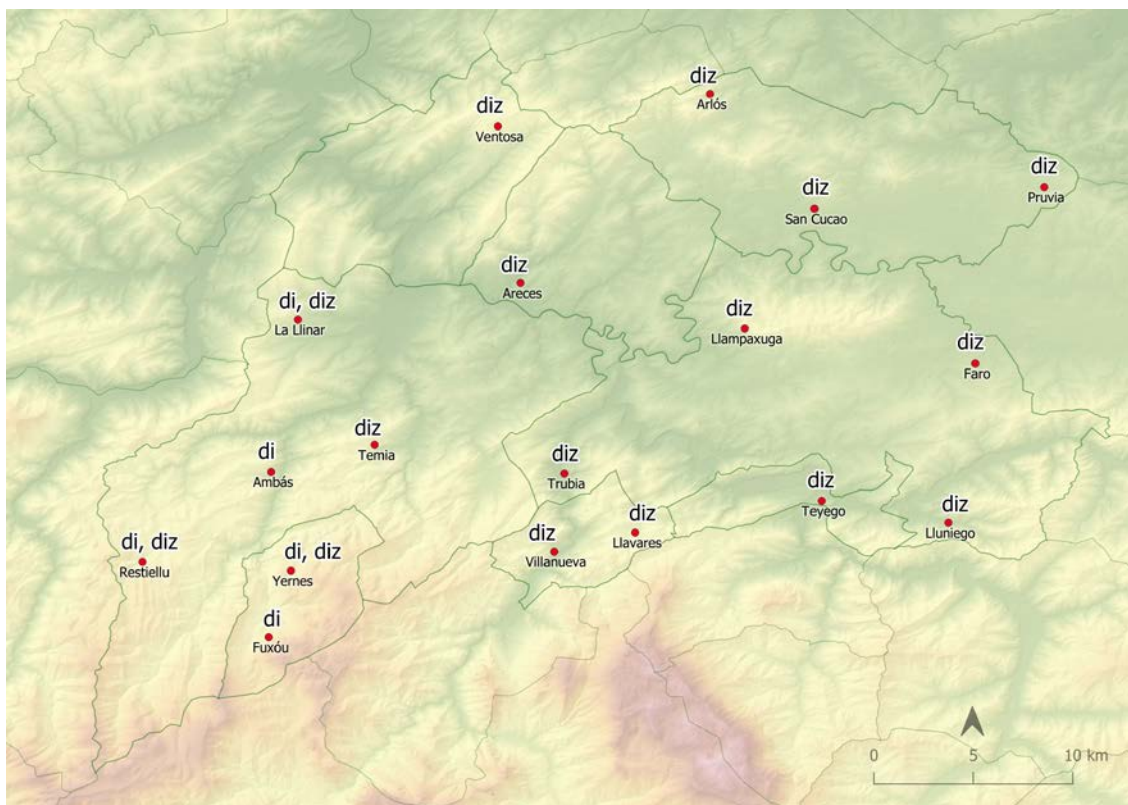 diz
Arlós
diz
Ventosa
diz
Pruvia
diz
San Cucao
diz
Areces
di, diz
La Llinar
diz
Llampaxuga
diz
Faro
diz
Temia
di
Ambás
diz
Trubia
diz
Teyego
diz
Lluniego
diz
Llavares
diz
Villanueva
di, diz
Restiellu
di, diz
Yernes
di
Fuxóu
0 5 10 km